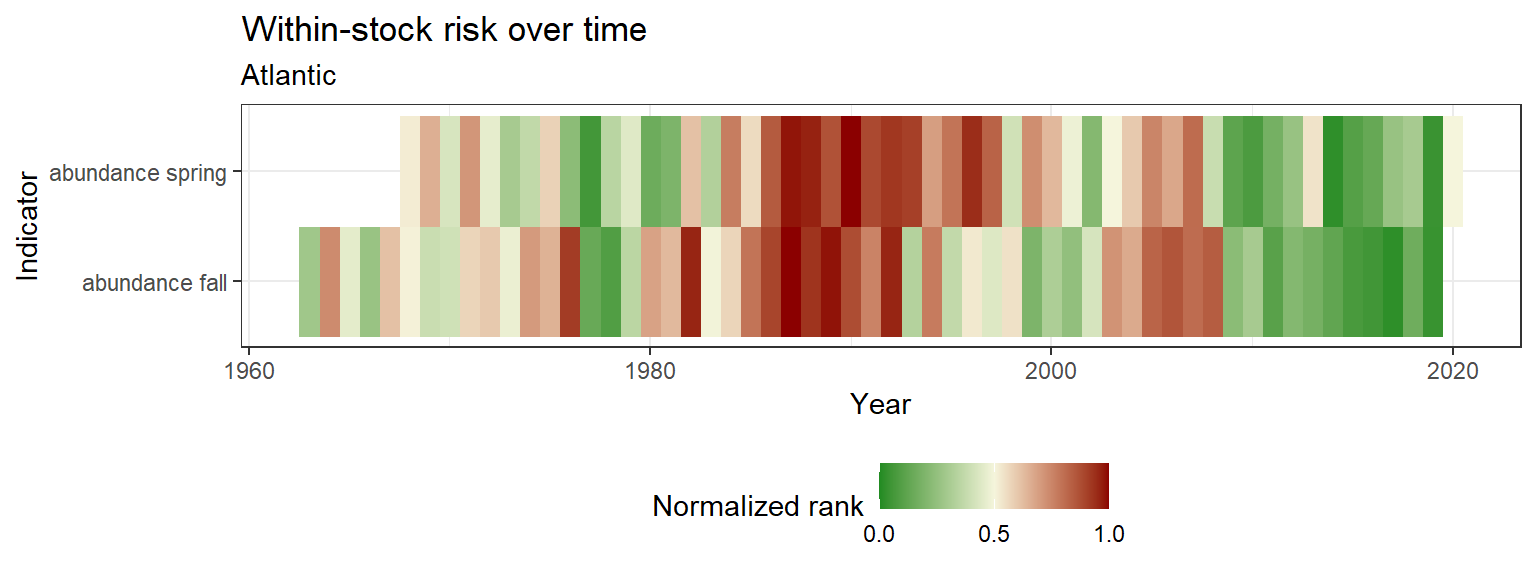 Within-stock risk over time
Atlantic
Indicator
abundance spring
abundance fall
1960 1980 2000 2020
Year
Normalized rank
0.0 0.5 1.0